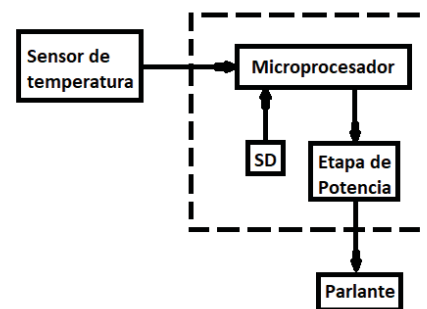 Sensor de
temperatura
Microprocesador
SD
Etapa de
Potencia
Parlante